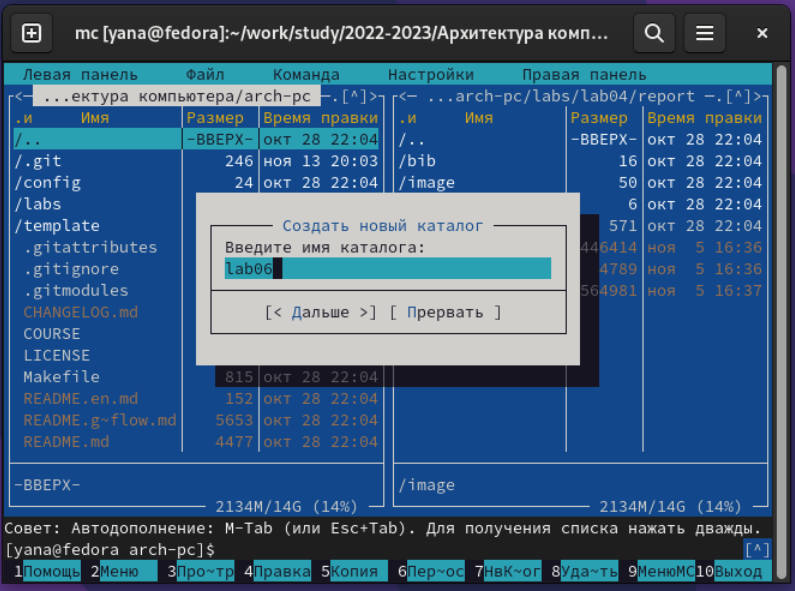 mc [yana@fedora]:~/work/study/2022-2023/Архитектура комп...
Левая панель Файл Команда Настройки Правая панель
<— ...ектура компьютера/arch-pc —.[^]>
.и Имя Размер Время правки
/.. -ВВЕРХ- окт 28 22:04
/.git 246 ноя 13 20:03
/config 24 окт 28 22:04
/labs
/template
.gitattributes
.gitignore
.gitmodules
CHANGELOG.md
COURSE
LICENSE
Makefile 815 окт 28 22:04
README.en.md 152 окт 28 22:04
README.g~flow.md 5653 окт 28 22:04
README.md 4477 окт 28 22:04
-ВВЕРХ-
2134M/14G (14%)
<— ...arch-pc/labs/lab04/report —.[^]>
.и Имя Размер Время правки
/.. -ВВЕРХ- окт 28 22:04
/bib 16 окт 28 22:04
/image 50 окт 28 22:04
6 окт 28 22:04
571 окт 28 22:04
446414 ноя 5 16:36
4789 ноя 5 16:36
564981 ноя 5 16:37
/image
2134M/14G (14%)
Создать новый каталог
Введите имя каталога:
lab06
[< Дальше >] [ Прервать ]
Совет: Автодополнение: M-Tab (или Esc+Tab). Для получения списка нажать дважды.
[yana@fedora arch-pc]$ [^]
1Помощь 2Меню 3Про~тр 4Правка 5Копия 6Пер~ос 7НвК~ог 8Уда~ть 9МенюMC 10Выход